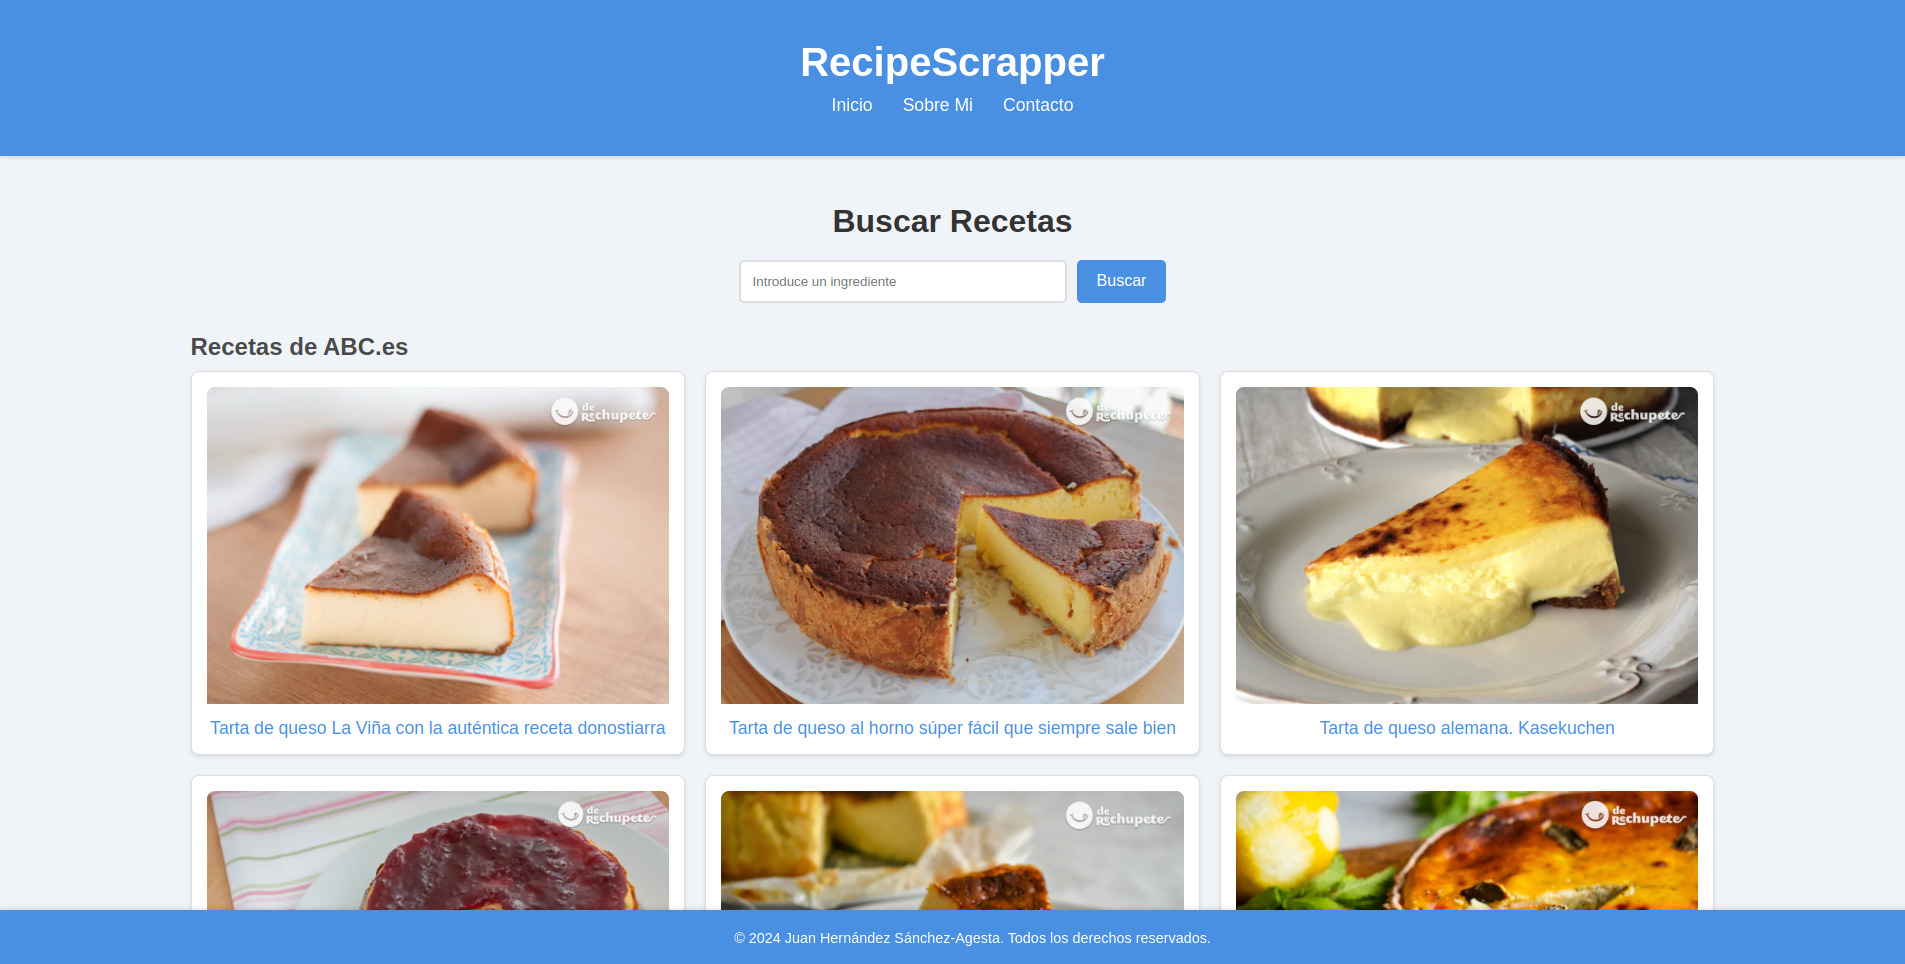 RecipeScrapper
Inicio Sobre Mi Contacto
Buscar Recetas
Introduce un ingrediente Buscar
Recetas de ABC.es
de Rechupete de Rechupete de Rechupete
Tarta de queso La Viña con la auténtica receta donostiarra Tarta de queso al horno súper fácil que siempre sale bien Tarta de queso alemana. Kasekuchen
de Rechupete de Rechupete de Rechupete
© 2024 Juan Hernández Sánchez-Agesta. Todos los derechos reservados.